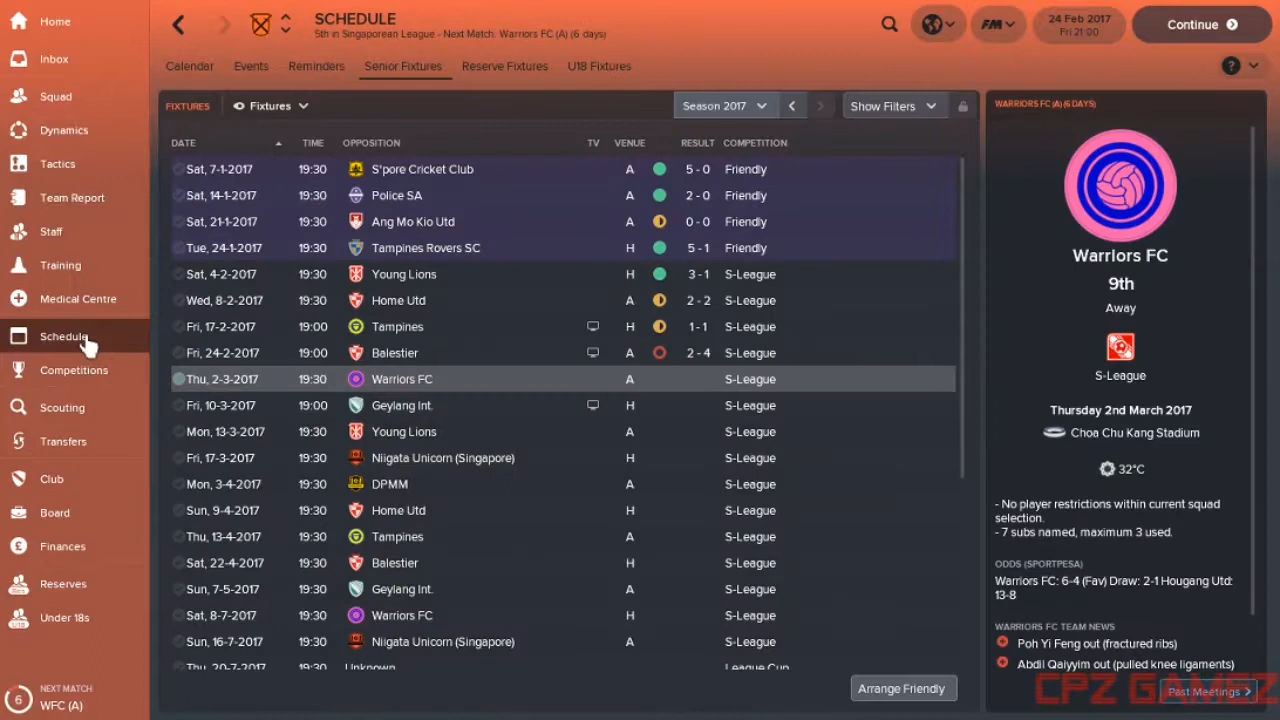 Home
Inbox
Squad
Dynamics
Tactics
Team Report
Staff
Training
Medical Centre
Schedule
Competitions
Scouting
Transfers
Club
Board
Finances
Reserves
Under 18s
6 NEXT MATCH
WFC (A)
SCHEDULE
5th in Singaporean League - Next Match: Warriors FC (A) (6 days)
FM
24 Feb 2017
Fri 21:00
Continue
Calendar Events Reminders Senior Fixtures Reserve Fixtures U18 Fixtures
?
FIXTURES Fixtures Season 2017 Show Filters
DATE TIME OPPOSITION TV VENUE RESULT COMPETITION
Sat, 7-1-2017 19:30 S'pore Cricket Club A 5 - 0 Friendly
Sat, 14-1-2017 19:30 Police SA A 2 - 0 Friendly
Sat, 21-1-2017 19:30 Ang Mo Kio Utd A 0 - 0 Friendly
Tue, 24-1-2017 19:30 Tampines Rovers SC H 5 - 1 Friendly
Sat, 4-2-2017 19:30 Young Lions H 3 - 1 S-League
Wed, 8-2-2017 19:30 Home Utd A 2 - 2 S-League
Fri, 17-2-2017 19:00 Tampines H 1 - 1 S-League
Fri, 24-2-2017 19:00 Balestier A 2 - 4 S-League
Thu, 2-3-2017 19:30 Warriors FC A S-League
Fri, 10-3-2017 19:00 Geylang Int. H S-League
Mon, 13-3-2017 19:30 Young Lions A S-League
Fri, 17-3-2017 19:30 Niigata Unicorn (Singapore) H S-League
Mon, 3-4-2017 19:30 DPMM A S-League
Sun, 9-4-2017 19:30 Home Utd H S-League
Thu, 13-4-2017 19:30 Tampines A S-League
Sat, 22-4-2017 19:30 Balestier H S-League
Sun, 7-5-2017 19:30 Geylang Int. A S-League
Sat, 8-7-2017 19:30 Warriors FC H S-League
Sun, 16-7-2017 19:30 Niigata Unicorn (Singapore) A S-League
Thu, 20-7-2017 19:30 Unknown League Cup
Arrange Friendly
WARRIORS FC (A) (6 DAYS)
Warriors FC
9th
Away
S-League
Thursday 2nd March 2017
Choa Chu Kang Stadium
32°C
- No player restrictions within current squad
selection.
- 7 subs named, maximum 3 used.
ODDS (SPORTPESA)
Warriors FC: 6-4 (Fav) Draw: 2-1 Hougang Utd:
13-8
WARRIORS FC TEAM NEWS
Poh Yi Feng out (fractured ribs)
Abdil Qaiyyim out (pulled knee ligaments)
Past Meetings
CPZ GAMEZ